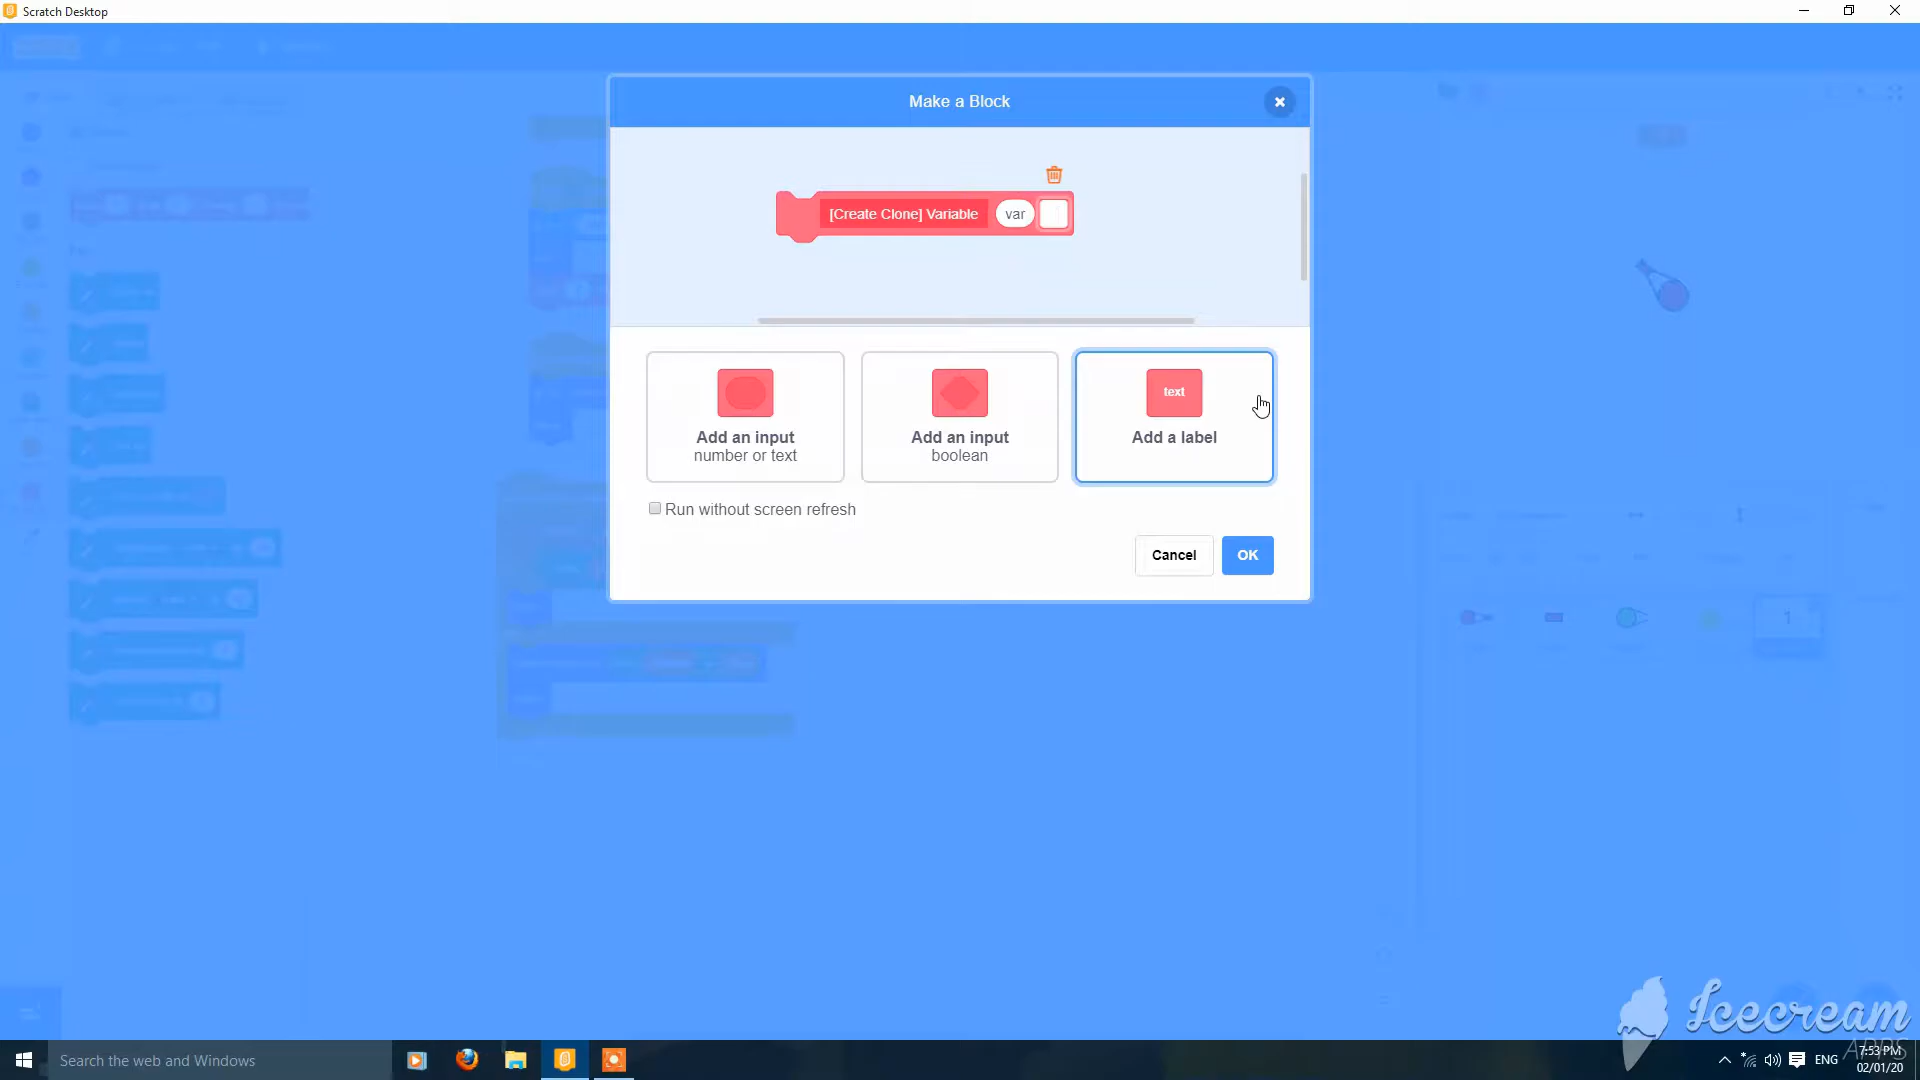 Scratch Desktop
Make a Block
[Create Clone] Variable var
text
Add an input
number or text
Add an input
boolean
Add a label
Run without screen refresh
Cancel
OK
1
Icecream
APPS
Search the web and Windows
ENG
7:53 PM
02/01/20